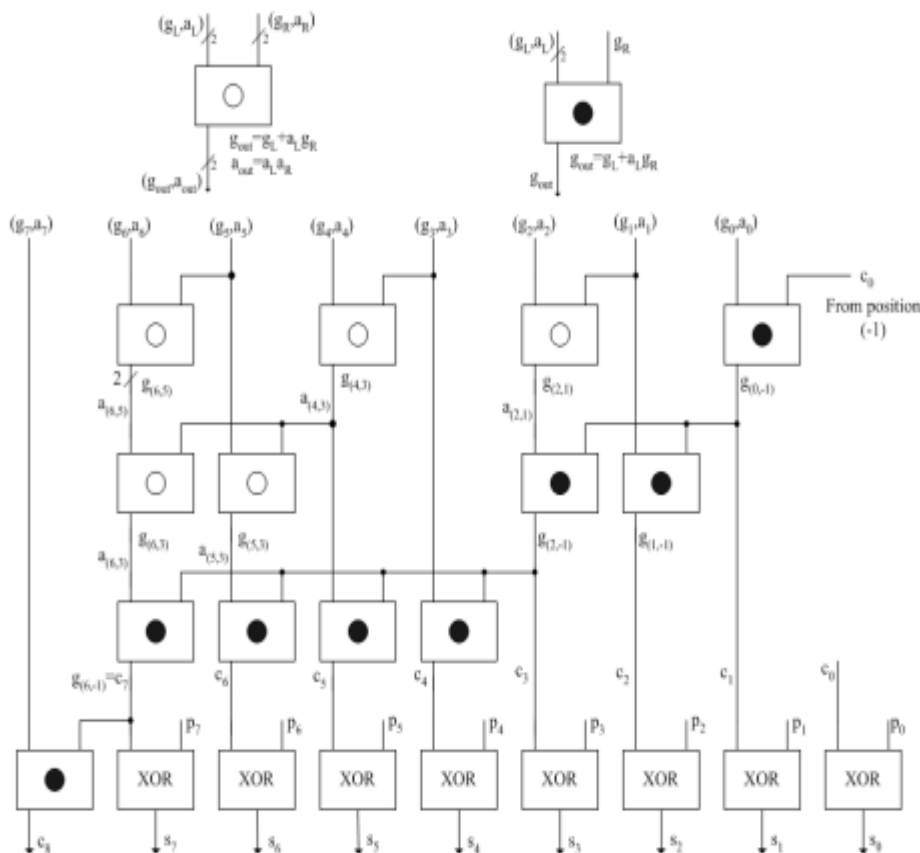 (g_L,a_L) (g_R,a_R)
2 2
(g_L,a_L) g_R
2
g_out=g_L+a_Lg_R
a_out=a_La_R
2
(g_out,a_out)
g_out=g_L+a_Lg_R
g_out
(g_7,a_7) (g_6,a_6) (g_5,a_5) (g_4,a_4) (g_3,a_3) (g_2,a_2) (g_1,a_1) (g_0,a_0)
c_0
From position
(-1)
2 g_(6,5) g_(4,3) g_(2,1) g_(0,-1)
a_(6,5) a_(4,3) a_(2,1)
g_(6,3) g_(5,3) g_(2,-1) g_(1,-1)
a_(6,3) a_(5,3)
g_(6,-1)=c_7 c_6 c_5 c_4 c_3 c_2 c_1 c_0
p_7 p_6 p_5 p_4 p_3 p_2 p_1 p_0
XOR XOR XOR XOR XOR XOR XOR XOR
c_8 s_7 s_6 s_5 s_4 s_3 s_2 s_1 s_0